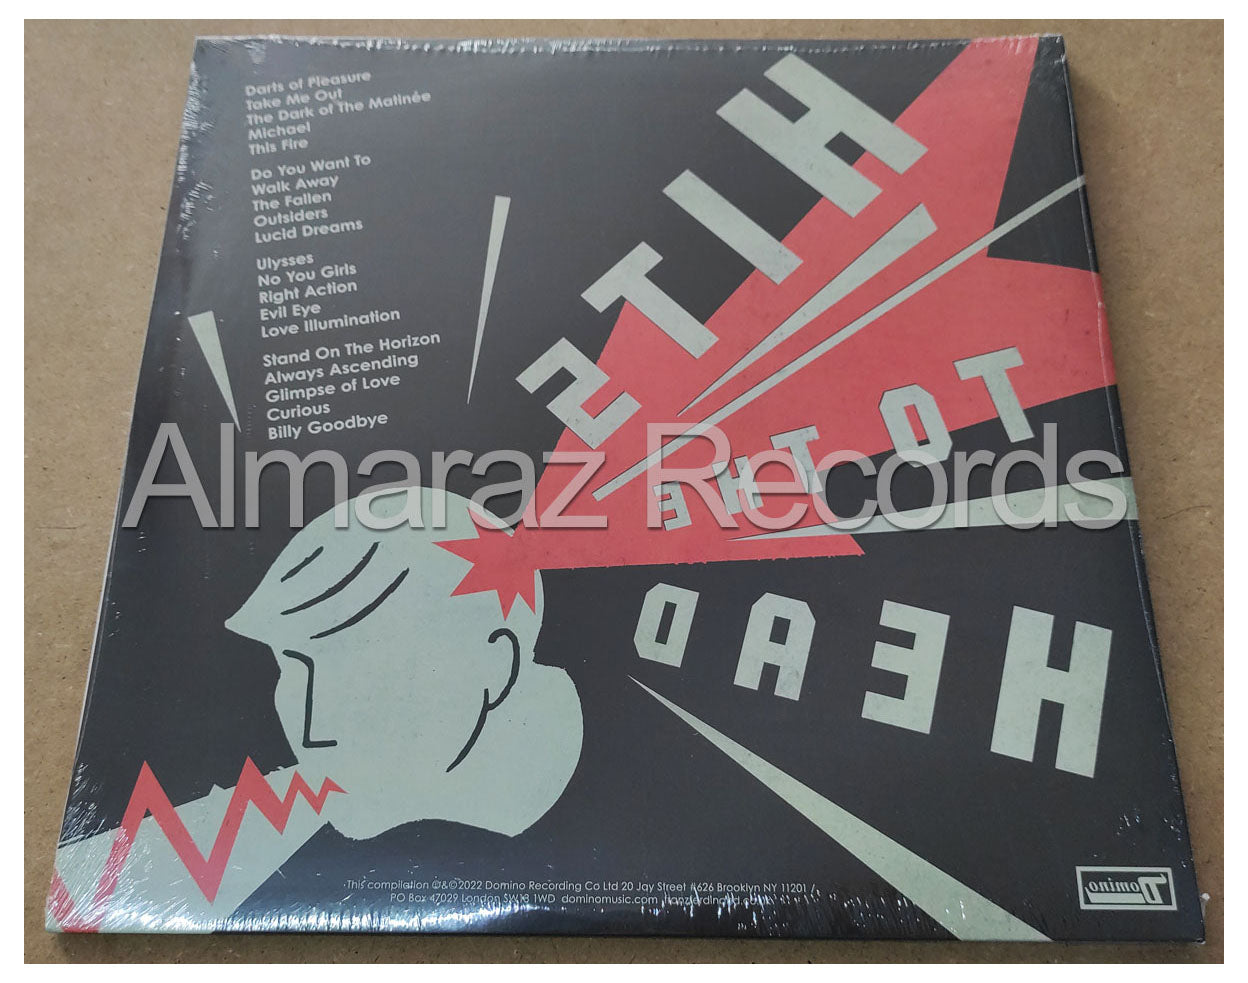 Darts of Pleasure
Take Me Out
The Dark of The Matinée
Michael
This Fire
Do You Want To
Walk Away
The Fallen
Outsiders
Lucid Dreams
Ulysses
No You Girls
Right Action
Evil Eye
Love Illumination
Stand On The Horizon
Always Ascending
Glimpse of Love
Curious
Billy Goodbye
HITS
TO THE
HEAD
Almaraz Records
This compilation ℗&©2022 Domino Recording Co Ltd 20 Jay Street #626 Brooklyn NY 11201 /
PO Box 47029 London SW18 1WD dominomusic.com
Domino